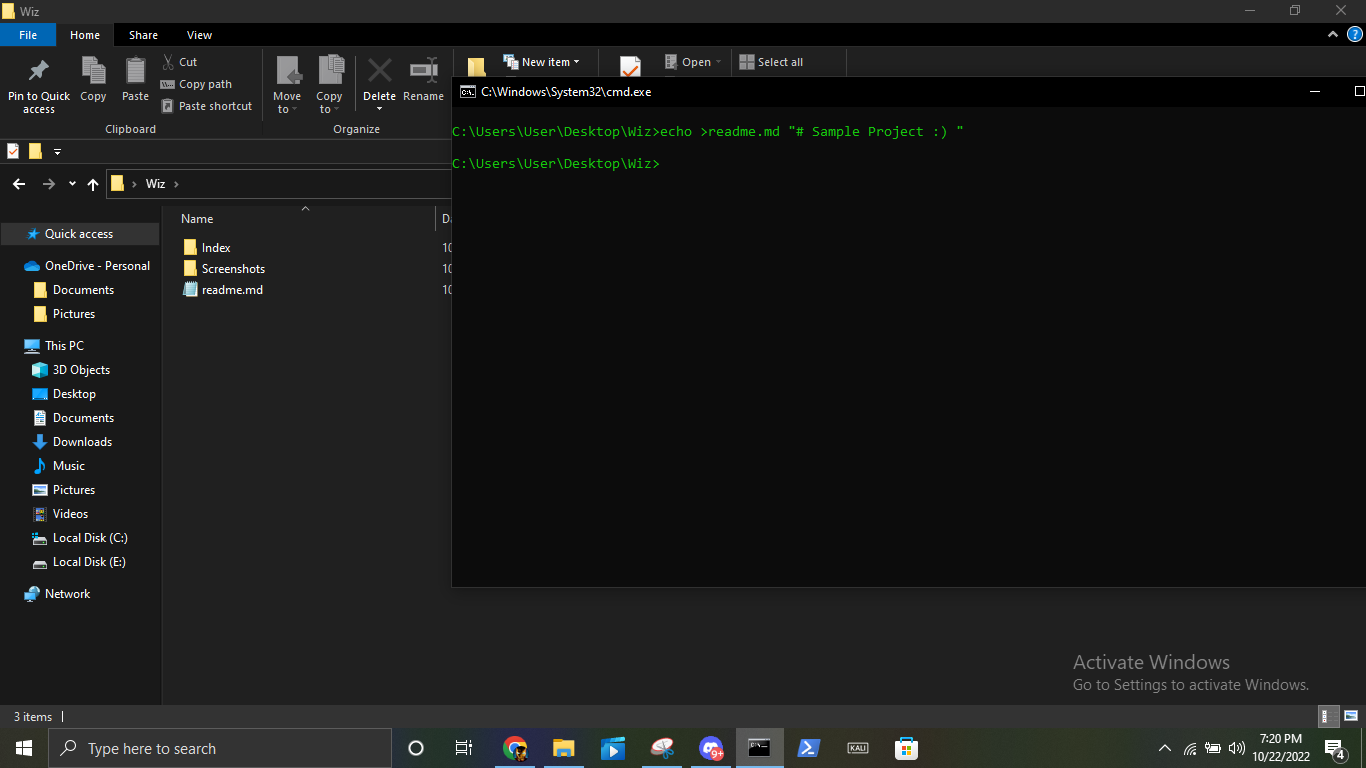 Wiz
File Home Share View
Pin to Quick access
Copy
Paste
Cut
Copy path
Paste shortcut
Clipboard
Move to
Copy to
Delete
Rename
Organize
New item
Open
Select all
C:\Windows\System32\cmd.exe
C:\Users\User\Desktop\Wiz>echo >readme.md "# Sample Project :) "
C:\Users\User\Desktop\Wiz>
Wiz
Name
Index 10
Screenshots 10
readme.md 10
Quick access
OneDrive - Personal
Documents
Pictures
This PC
3D Objects
Desktop
Documents
Downloads
Music
Pictures
Videos
Local Disk (C:)
Local Disk (E:)
Network
Activate Windows
Go to Settings to activate Windows.
3 items
Type here to search
9+
KALI
7:20 PM
10/22/2022
4